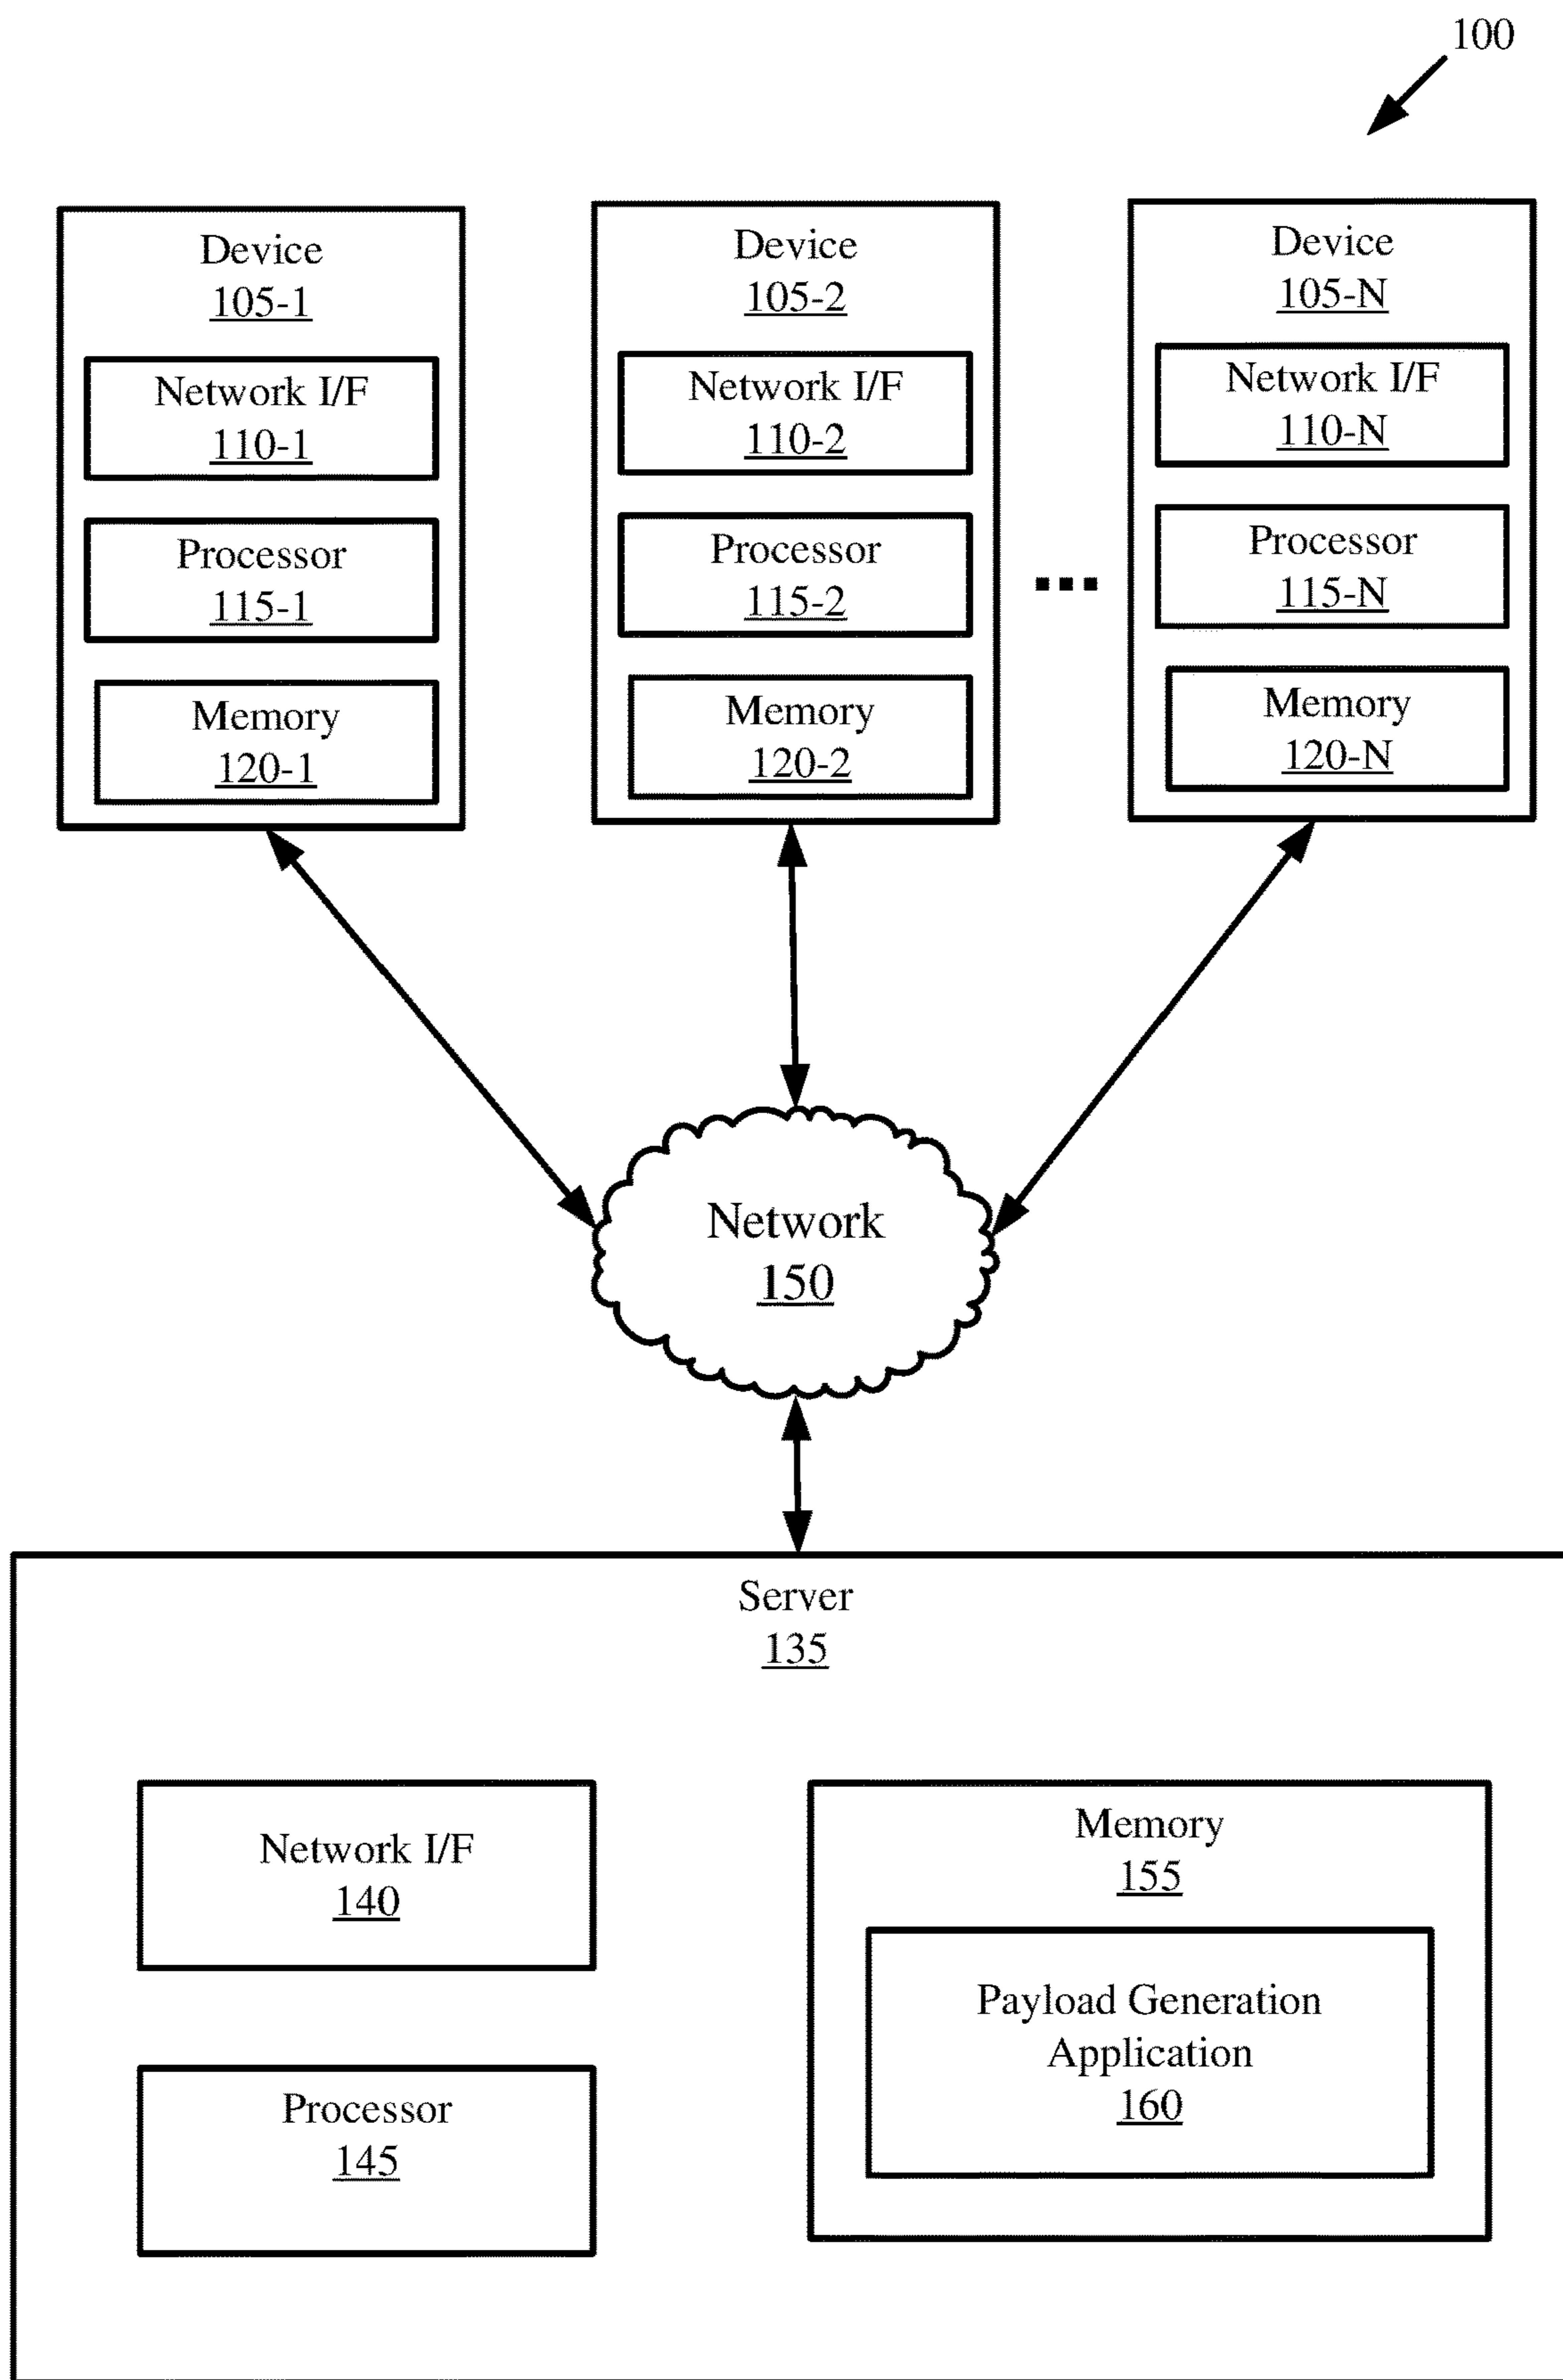 100
Device
105-1
Network I/F
110-1
Processor
115-1
Memory
120-1
Device
105-2
Network I/F
110-2
Processor
115-2
Memory
120-2
...
Device
105-N
Network I/F
110-N
Processor
115-N
Memory
120-N
Network
150
Server
135
Network I/F
140
Processor
145
Memory
155
Payload Generation
Application
160